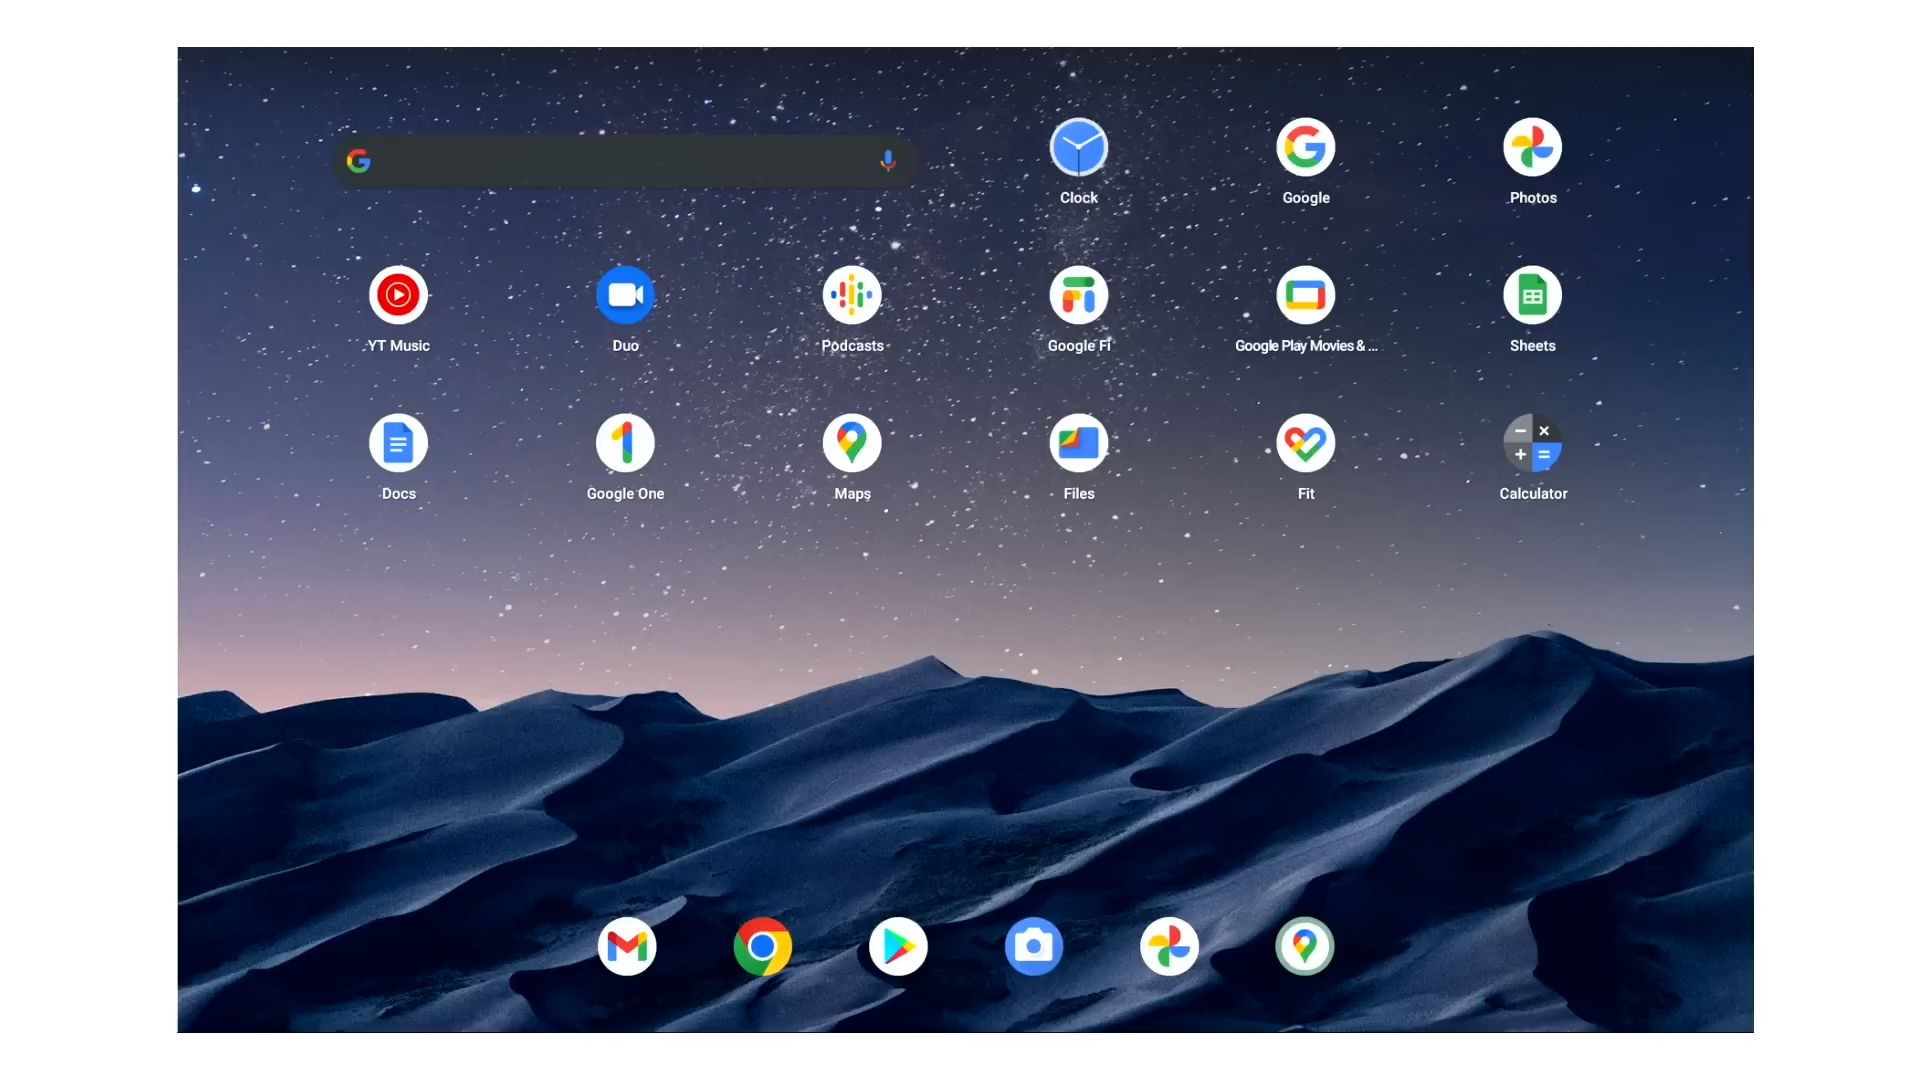 Clock
Google
Photos
YT Music
Duo
Podcasts
Google Fi
Google Play Movies & ...
Sheets
Docs
Google One
Maps
Files
Fit
Calculator